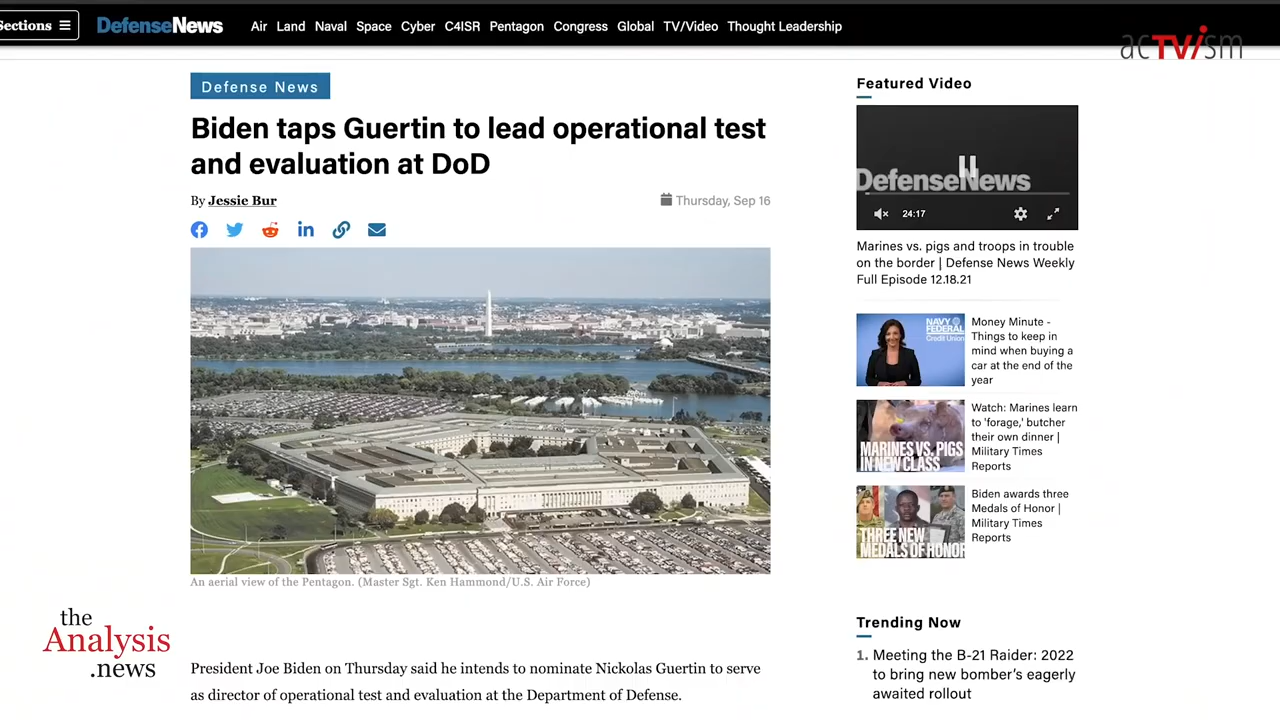 Sections ☰
DefenseNews
Air Land Naval Space Cyber C4ISR Pentagon Congress Global TV/Video Thought Leadership
acTVism
Defense News
Biden taps Guertin to lead operational test
and evaluation at DoD
By Jessie Bur
Thursday, Sep 16
An aerial view of the Pentagon. (Master Sgt. Ken Hammond/U.S. Air Force)
the
Analysis
.news
President Joe Biden on Thursday said he intends to nominate Nickolas Guertin to serve
as director of operational test and evaluation at the Department of Defense.
Featured Video
DefenseNews
24:17
Marines vs. pigs and troops in trouble
on the border | Defense News Weekly
Full Episode 12.18.21
NAVY
FEDERAL
Credit Union
Money Minute -
Things to keep in
mind when buying a
car at the end of the
year
MARINES VS. PIGS
IN NEW CLASS
Watch: Marines learn
to 'forage,' butcher
their own dinner |
Military Times
Reports
THREE NEW
MEDALS OF HONOR
Biden awards three
Medals of Honor |
Military Times
Reports
Trending Now
1. Meeting the B-21 Raider: 2022
to bring new bomber's eagerly
awaited rollout